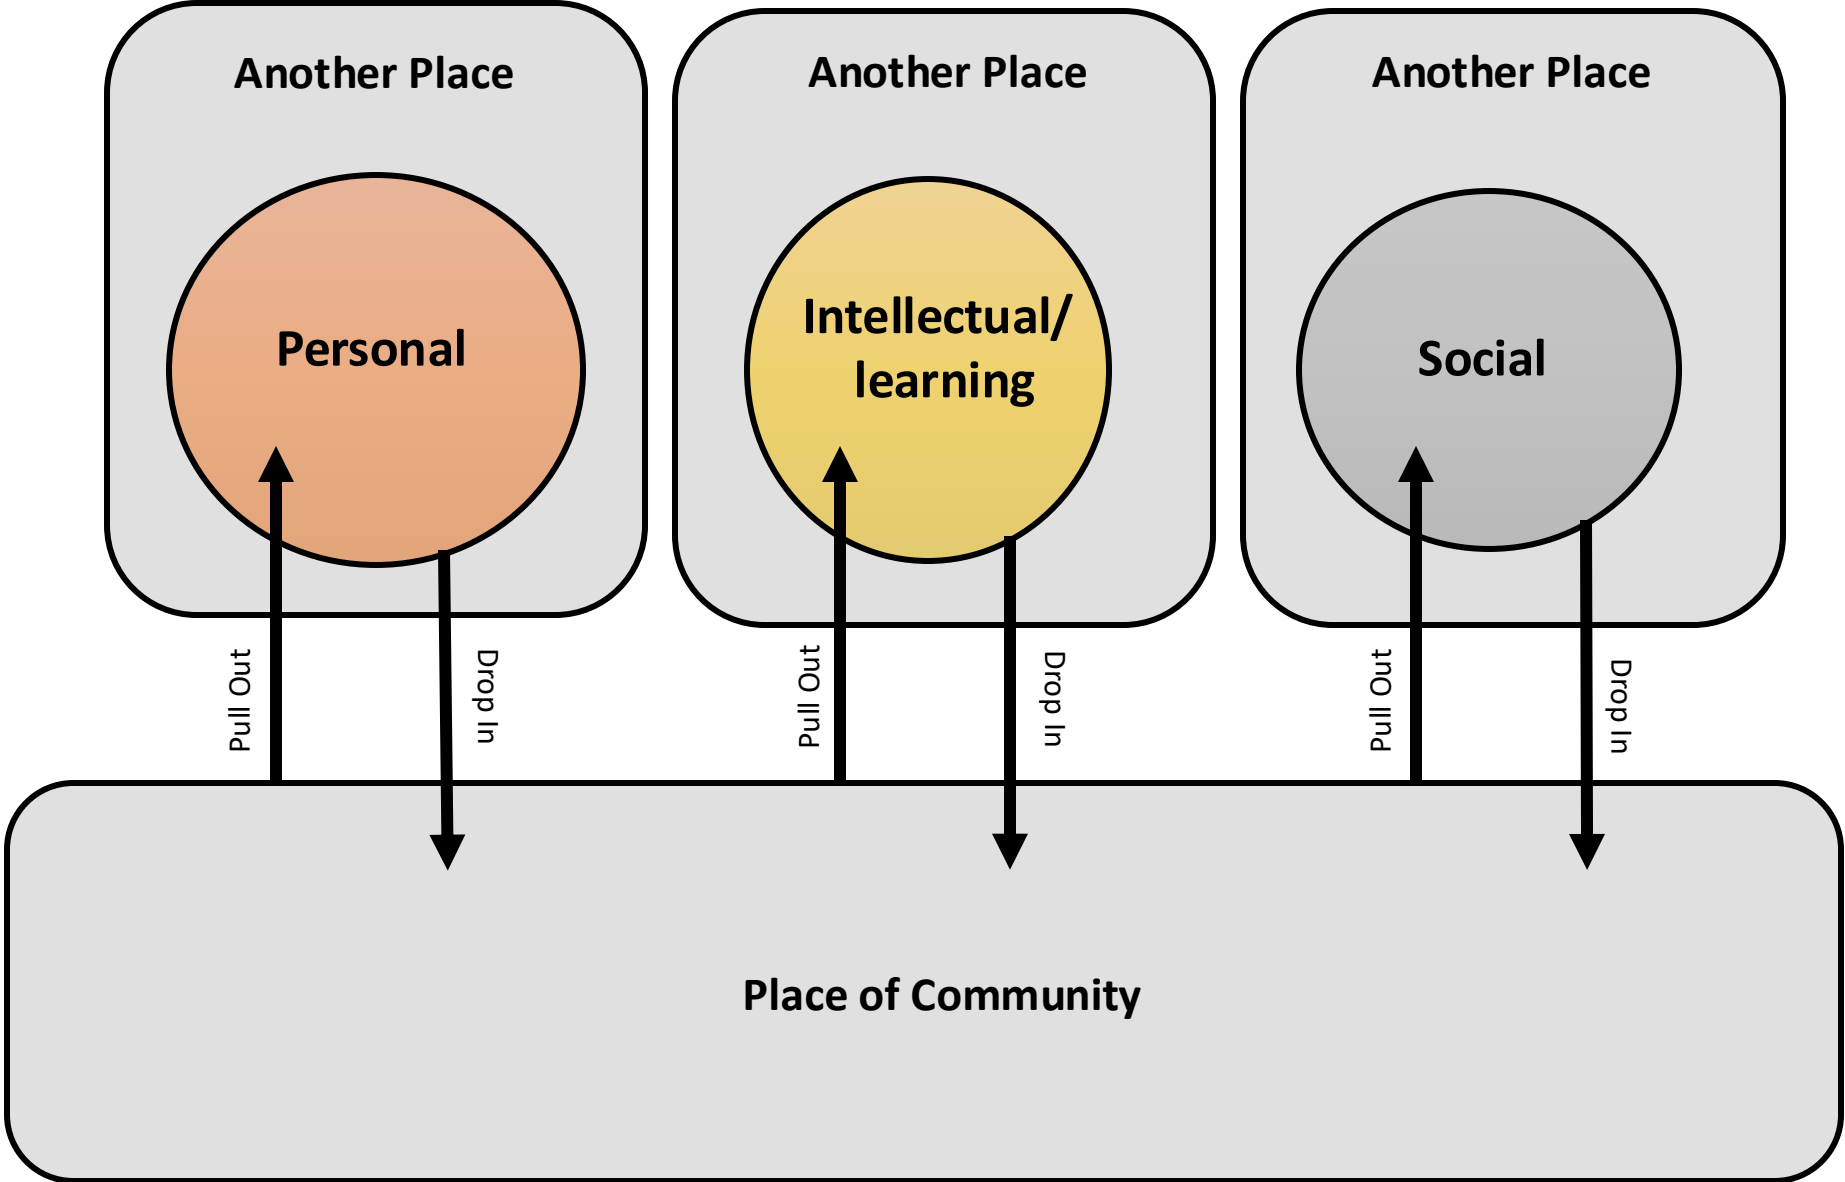 Another Place
Another Place
Another Place
Personal
Intellectual/
learning
Social
Pull Out
Drop In
Pull Out
Drop In
Pull Out
Drop In
Place of Community